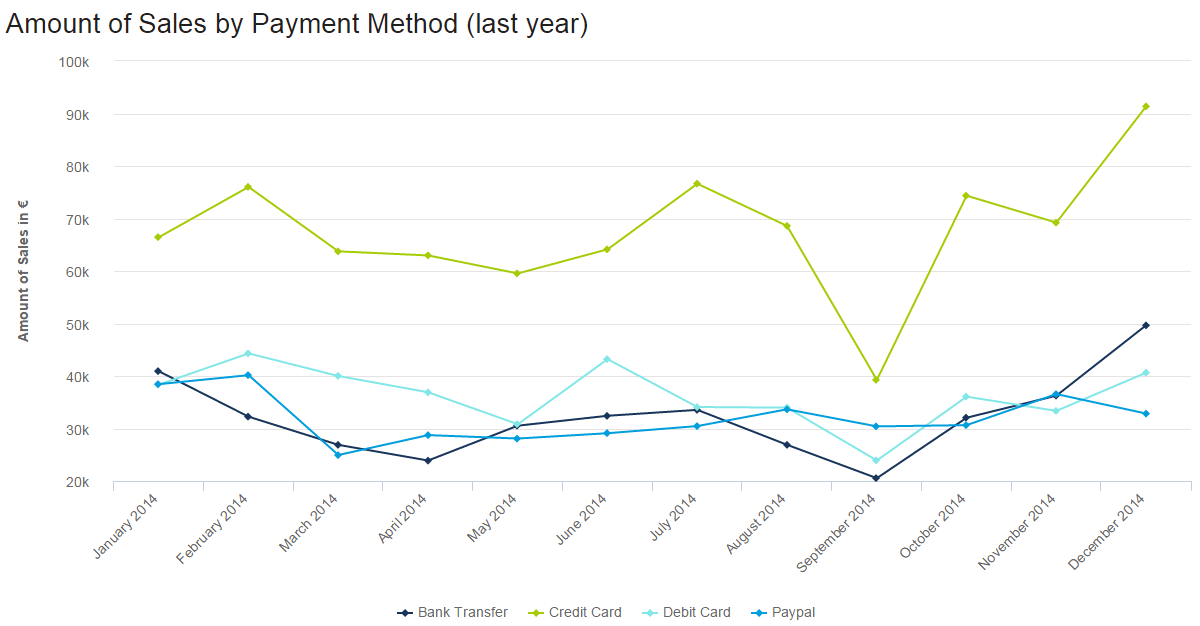 Amount of Sales by Payment Method (last year)
100k
90k
80k
70k
60k
50k
40k
30k
20k
Amount of Sales in €
January 2014
February 2014
March 2014
April 2014
May 2014
June 2014
July 2014
August 2014
September 2014
October 2014
November 2014
December 2014
Bank Transfer Credit Card Debit Card Paypal